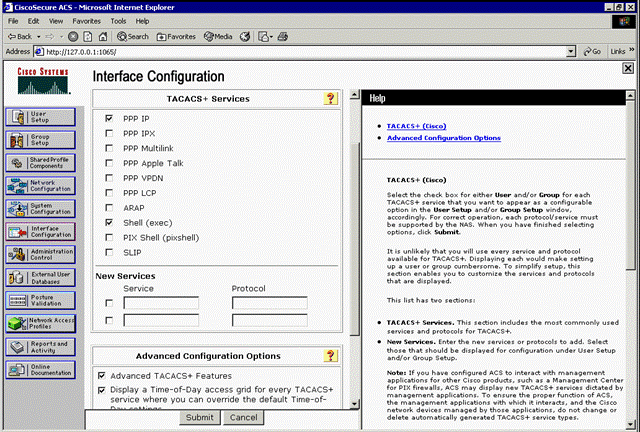 CiscoSecure ACS - Microsoft Internet Explorer
File Edit View Favorites Tools Help
Back Search Favorites Media
Address http://127.0.0.1:1065/ Go Links »
CISCO SYSTEMS
User
Setup
Group
Setup
Shared Profile
Components
Network
Configuration
System
Configuration
Interface
Configuration
Administration
Control
External User
Databases
Posture
Validation
Network Access
Profiles
Reports and
Activity
Online
Documentation
Interface Configuration
TACACS+ Services
?
PPP IP
PPP IPX
PPP Multilink
PPP Apple Talk
PPP VPDN
PPP LCP
ARAP
Shell (exec)
PIX Shell (pixshell)
SLIP
New Services
Service Protocol
Advanced Configuration Options
?
Advanced TACACS+ Features
Display a Time-of-Day access grid for every TACACS+
service where you can override the default Time-of-Day settings
Submit Cancel
Help
• TACACS+ (Cisco)
• Advanced Configuration Options
TACACS+ (Cisco)
Select the check box for either User and/or Group for each
TACACS+ service that you want to appear as a configurable
option in the User Setup and/or Group Setup window,
accordingly. For correct operation, each protocol/service must
be supported by the NAS. When you have finished selecting
options, click Submit.
It is unlikely that you will use every service and protocol
available for TACACS+. Displaying each would make setting
up a user or group cumbersome. To simplify setup, this
section enables you to customize the services and protocols
that are displayed.
This list has two sections:
• TACACS+ Services. This section includes the most commonly used
services and protocols for TACACS+.
• New Services. Enter the new services or protocols to add. Select
those that should be displayed for configuration under User Setup
and/or Group Setup.
Note: If you have configured ACS to interact with management
applications for other Cisco products, such as a Management Center
for PIX firewalls, ACS may display new TACACS+ services dictated by
management applications. To ensure the proper function of ACS,
the management applications with which it interacts, and the Cisco
network devices managed by those applications, do not change or
delete automatically generated TACACS+ service types.